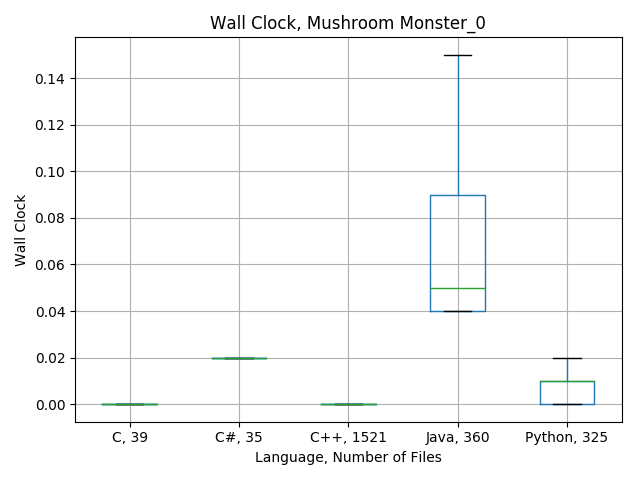 Wall Clock, Mushroom Monster_0
Wall Clock
0.14
0.12
0.10
0.08
0.06
0.04
0.02
0.00
C, 39
C#, 35
C++, 1521
Java, 360
Python, 325
Language, Number of Files